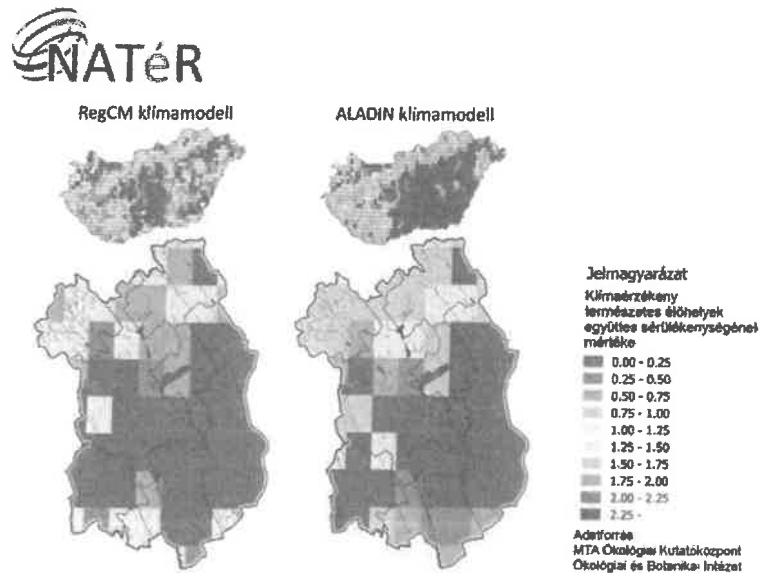 NATéR
RegCM klímamodell
ALADIN klímamodell
Jelmagyarázat
Klímaérzékeny
természetes élőhelyek
együttes sérülékenységének
mértéke
0.00 - 0.25
0.25 - 0.50
0.50 - 0.75
0.75 - 1.00
1.00 - 1.25
1.25 - 1.50
1.50 - 1.75
1.75 - 2.00
2.00 - 2.25
2.25 -
Adatforrás
MTA Ökológiai Kutatóközpont
Ökológiai és Botanikai Intézet